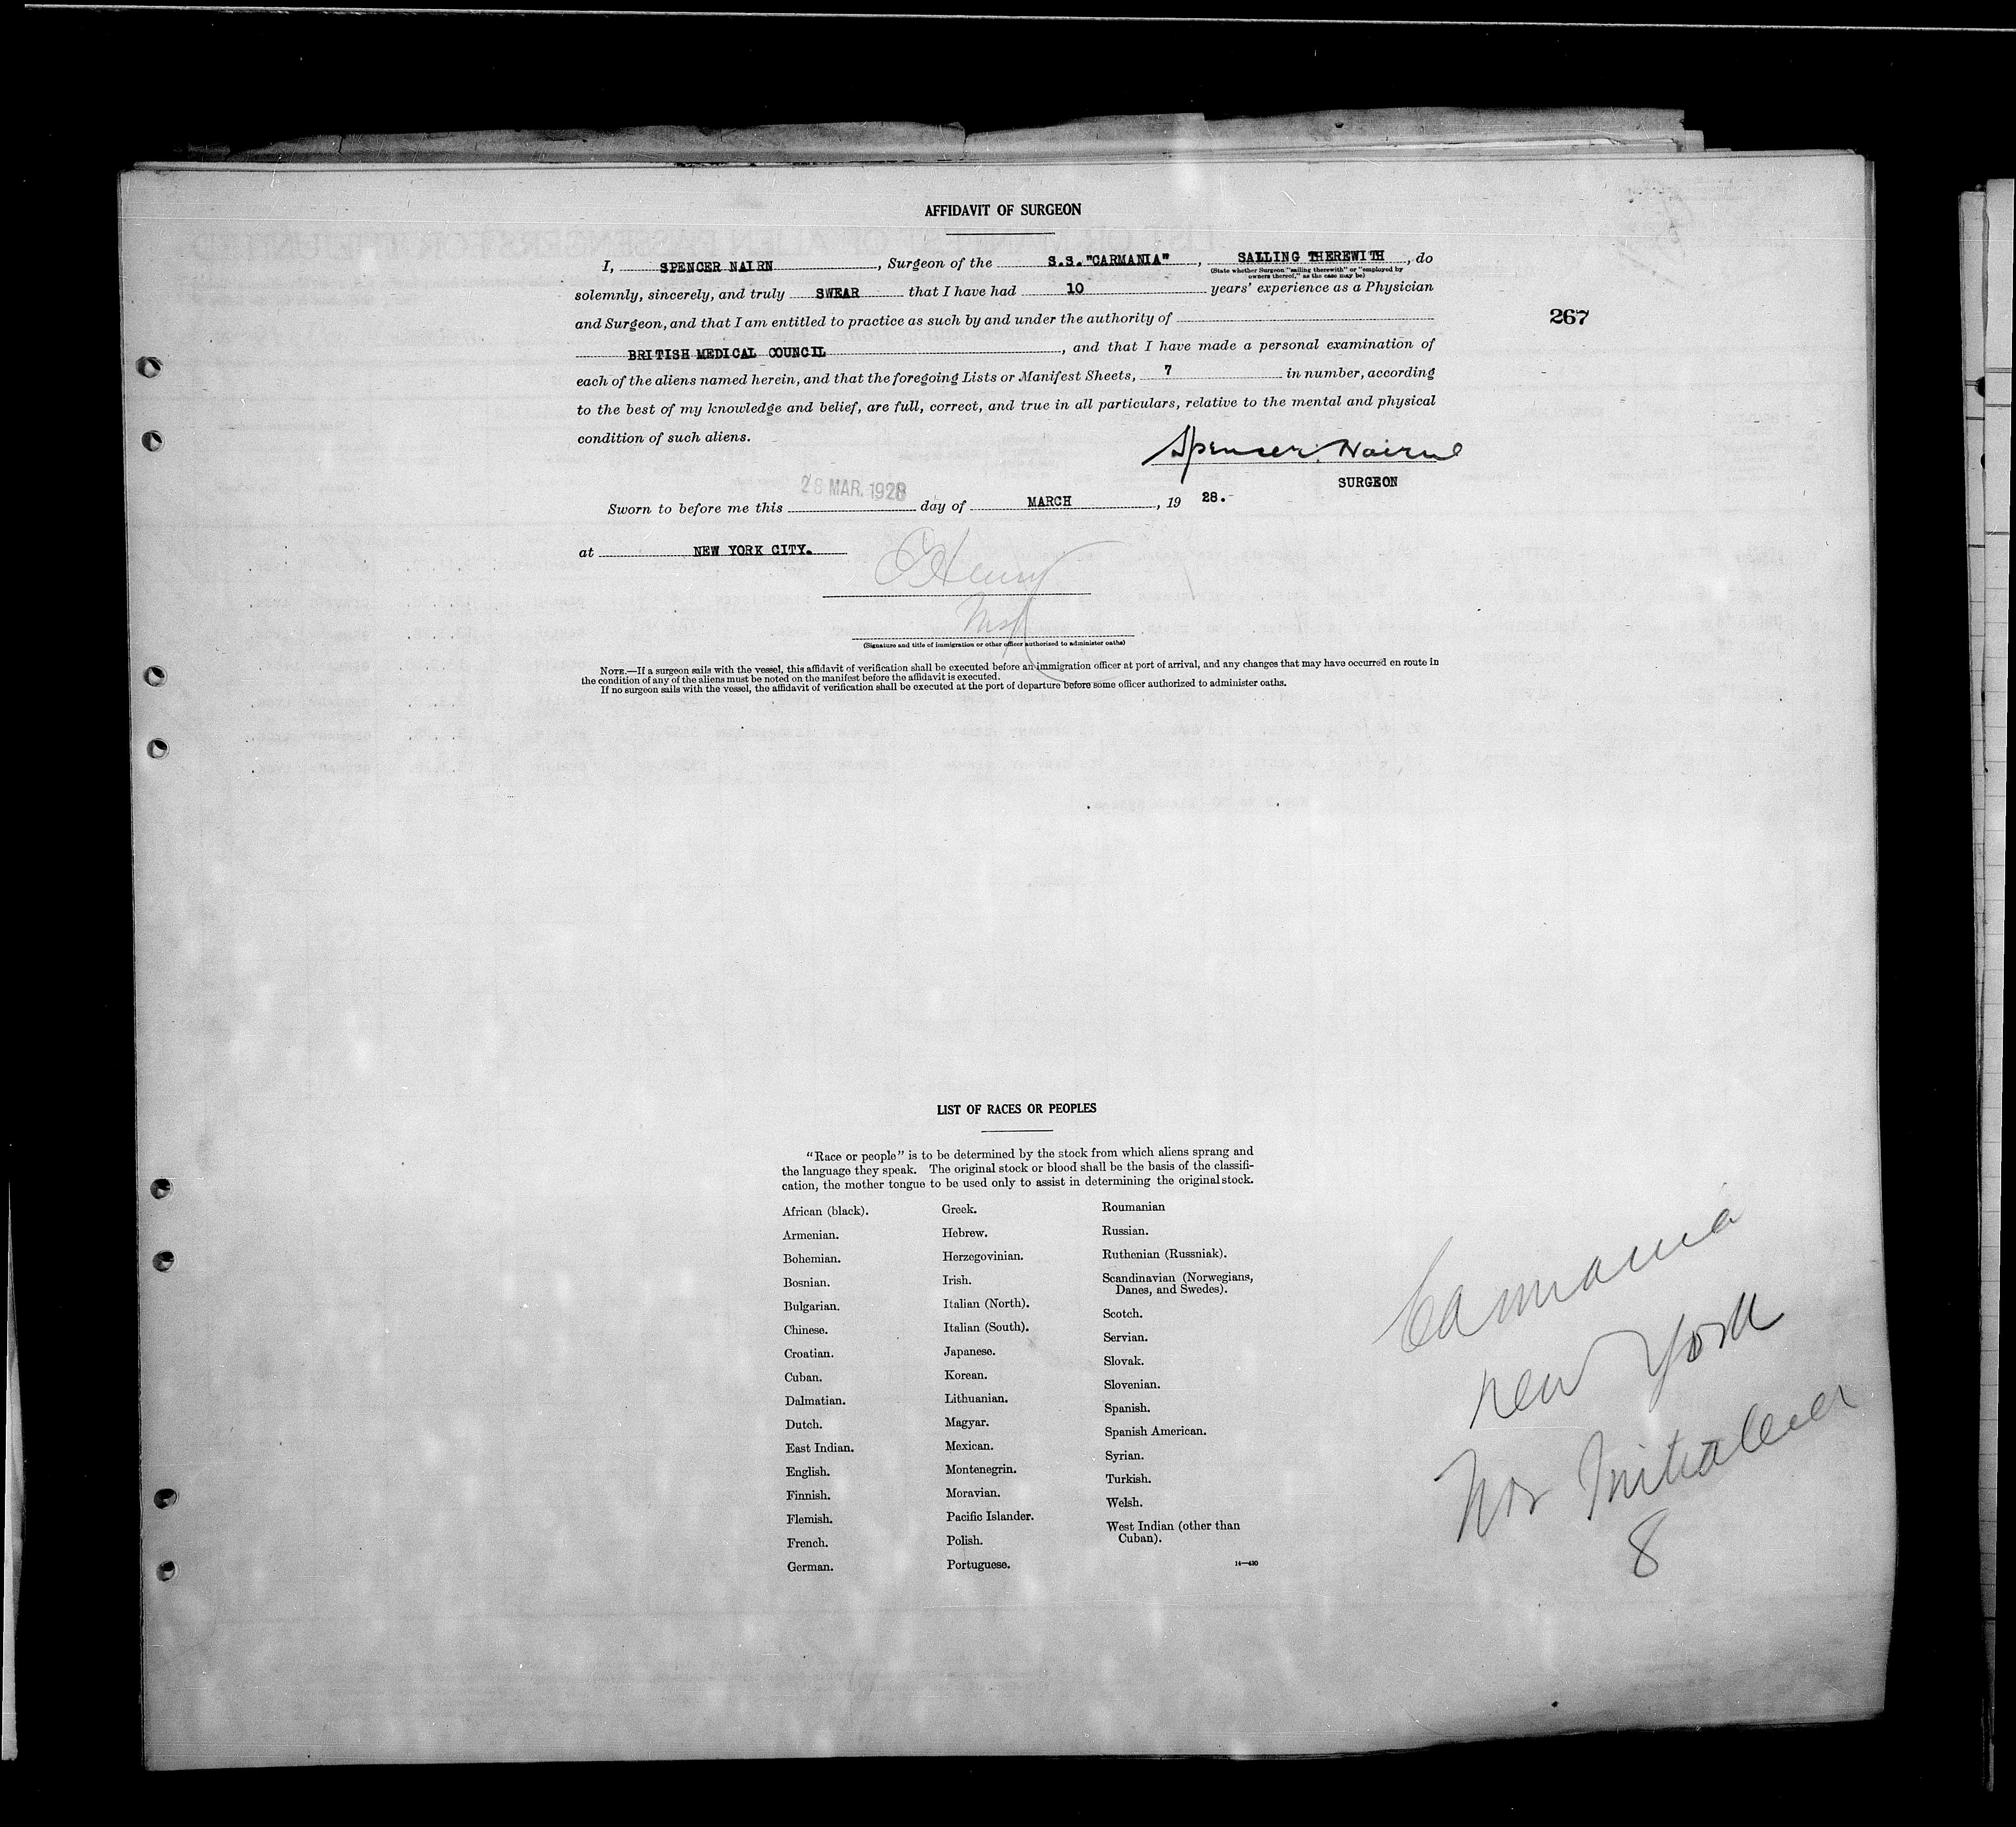 AFFIDAVIT OF SURGEON
I, SPENCER NAIRN, Surgeon of the S.S. "CARMANIA", SAILING THEREWITH, do
(State whether Surgeon "sailing therewith" or "employed by
owners thereof," as the case may be)
solemnly, sincerely, and truly SWEAR that I have had 10 years' experience as a Physician
and Surgeon, and that I am entitled to practice as such by and under the authority of
267
BRITISH MEDICAL COUNCIL, and that I have made a personal examination of
each of the aliens named herein, and that the foregoing Lists or Manifest Sheets, 7 in number, according
to the best of my knowledge and belief, are full, correct, and true in all particulars, relative to the mental and physical
condition of such aliens.
Spencer Nairn
SURGEON
28 MAR. 1928
Sworn to before me this day of MARCH, 19 28.
at NEW YORK CITY.
Henry
(Signature and title of immigration or other officer authorized to administer oaths)
NOTE.—If a surgeon sails with the vessel, this affidavit of verification shall be executed before an immigration officer at port of arrival, and any changes that may have occurred en route in
the condition of any of the aliens must be noted on the manifest before the affidavit is executed.
If no surgeon sails with the vessel, the affidavit of verification shall be executed at the port of departure before some officer authorized to administer oaths.
LIST OF RACES OR PEOPLES
"Race or people" is to be determined by the stock from which aliens sprang and
the language they speak. The original stock or blood shall be the basis of the classifi-
cation, the mother tongue to be used only to assist in determining the original stock.
African (black).
Armenian.
Bohemian.
Bosnian.
Bulgarian.
Chinese.
Croatian.
Cuban.
Dalmatian.
Dutch.
East Indian.
English.
Finnish.
Flemish.
French.
German.
Greek.
Hebrew.
Herzegovinian.
Irish.
Italian (North).
Italian (South).
Japanese.
Korean.
Lithuanian.
Magyar.
Mexican.
Montenegrin.
Moravian.
Pacific Islander.
Polish.
Portuguese.
Roumanian
Russian.
Ruthenian (Russniak).
Scandinavian (Norwegians,
Danes, and Swedes).
Scotch.
Servian.
Slovak.
Slovenian.
Spanish.
Spanish American.
Syrian.
Turkish.
Welsh.
West Indian (other than
Cuban).
14—430
Carmania
New York
8